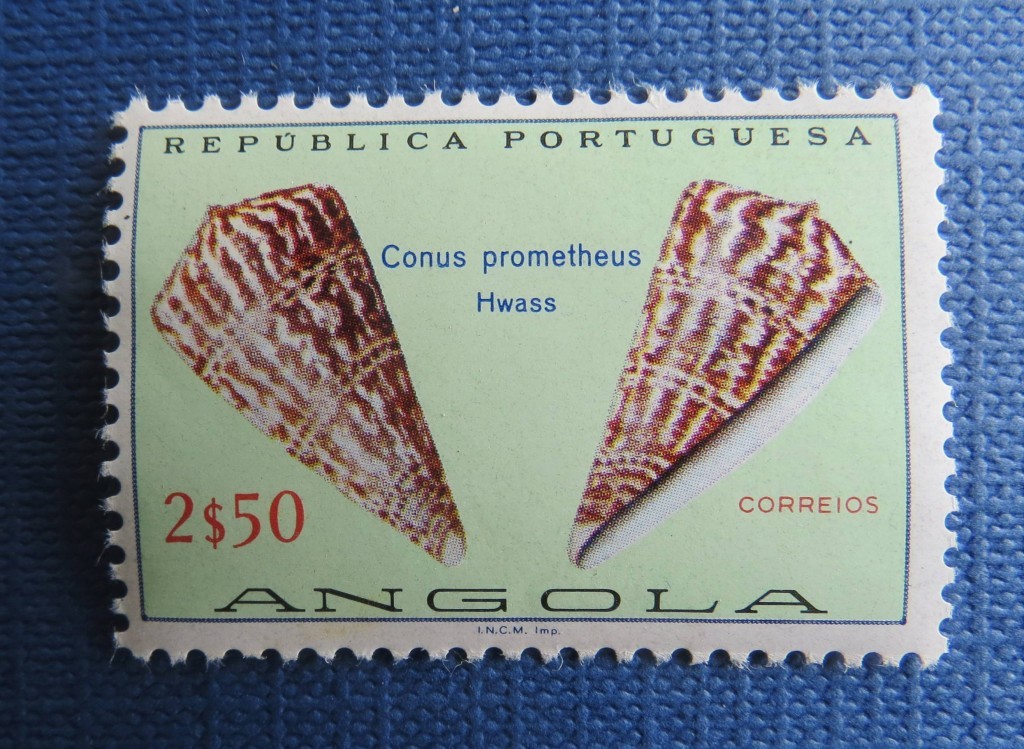 REPÚBLICA PORTUGUESA
Conus prometheus
Hwass
2$50
CORREIOS
ANGOLA
I.N.C.M. Imp.